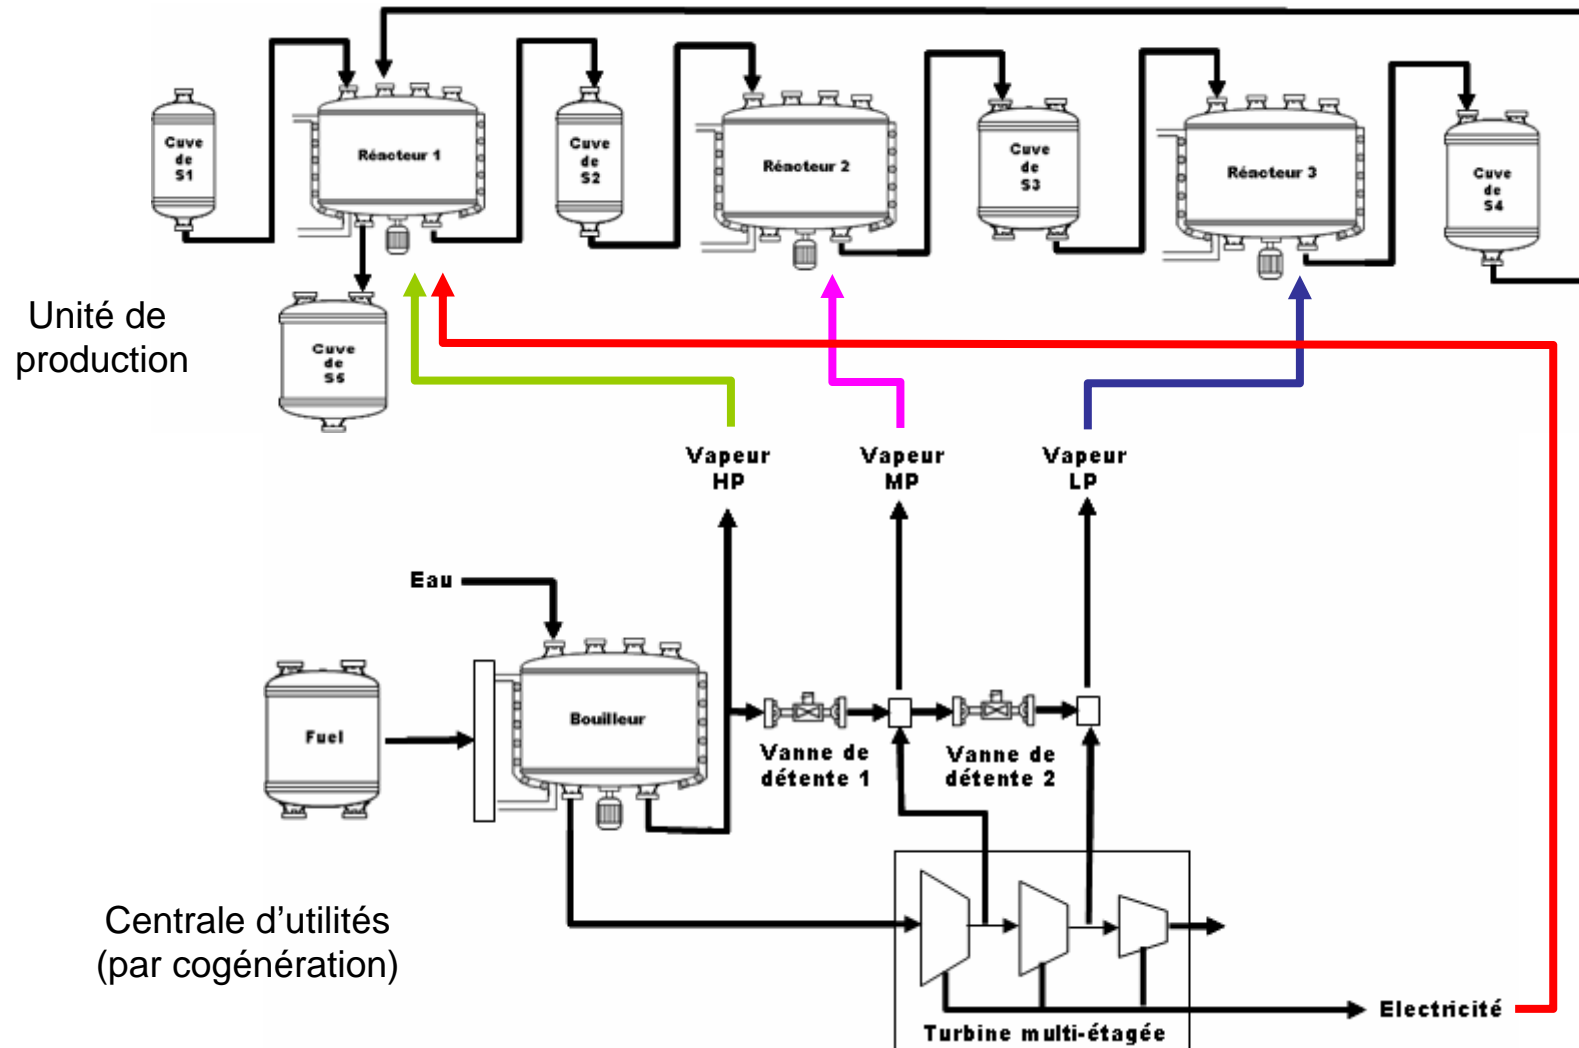 Cuve
de
S1
Réacteur 1
Cuve
de
S2
Réacteur 2
Cuve
de
S3
Réacteur 3
Cuve
de
S4
Unité de
production
Cuve
de
S5
Vapeur
HP
Vapeur
MP
Vapeur
LP
Eau
Fuel
Bouilleur
Vanne de
détente 1
Vanne de
détente 2
Centrale d’utilités
(par cogénération)
Electricité
Turbine multi-étagée